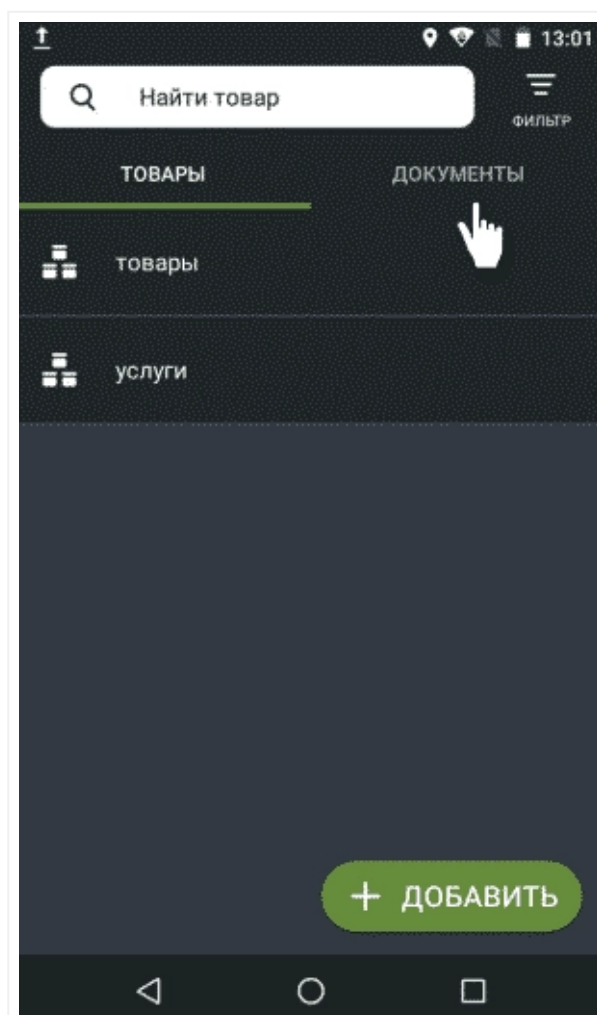 13:01
Найти товар
ФИЛЬТР
ТОВАРЫ
ДОКУМЕНТЫ
товары
услуги
+ ДОБАВИТЬ